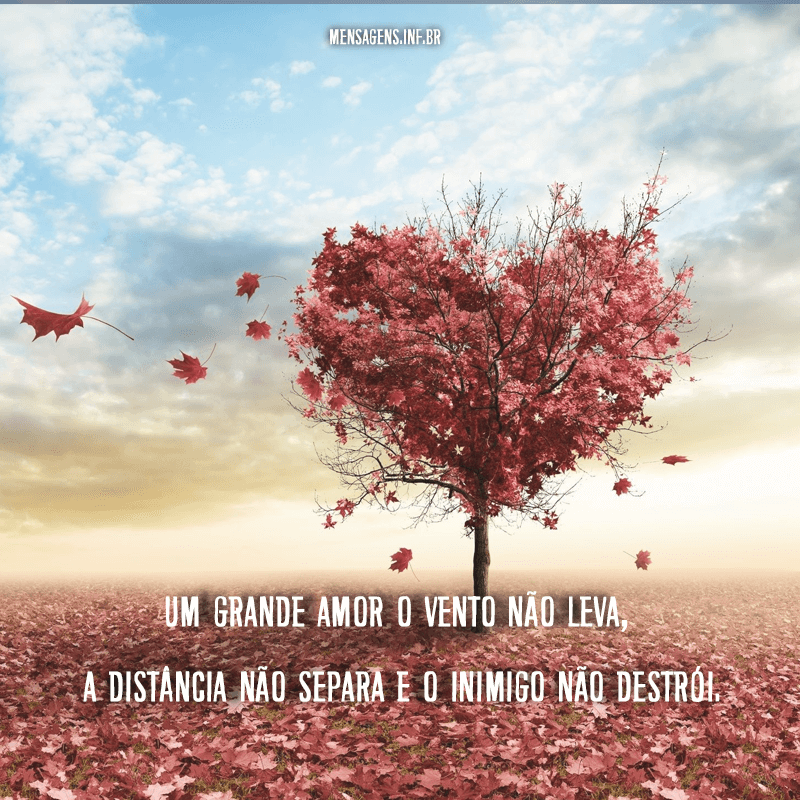 MENSAGENS.INF.BR
UM GRANDE AMOR O VENTO NÃO LEVA,
A DISTÂNCIA NÃO SEPARA E O INIMIGO NÃO DESTRÓI.